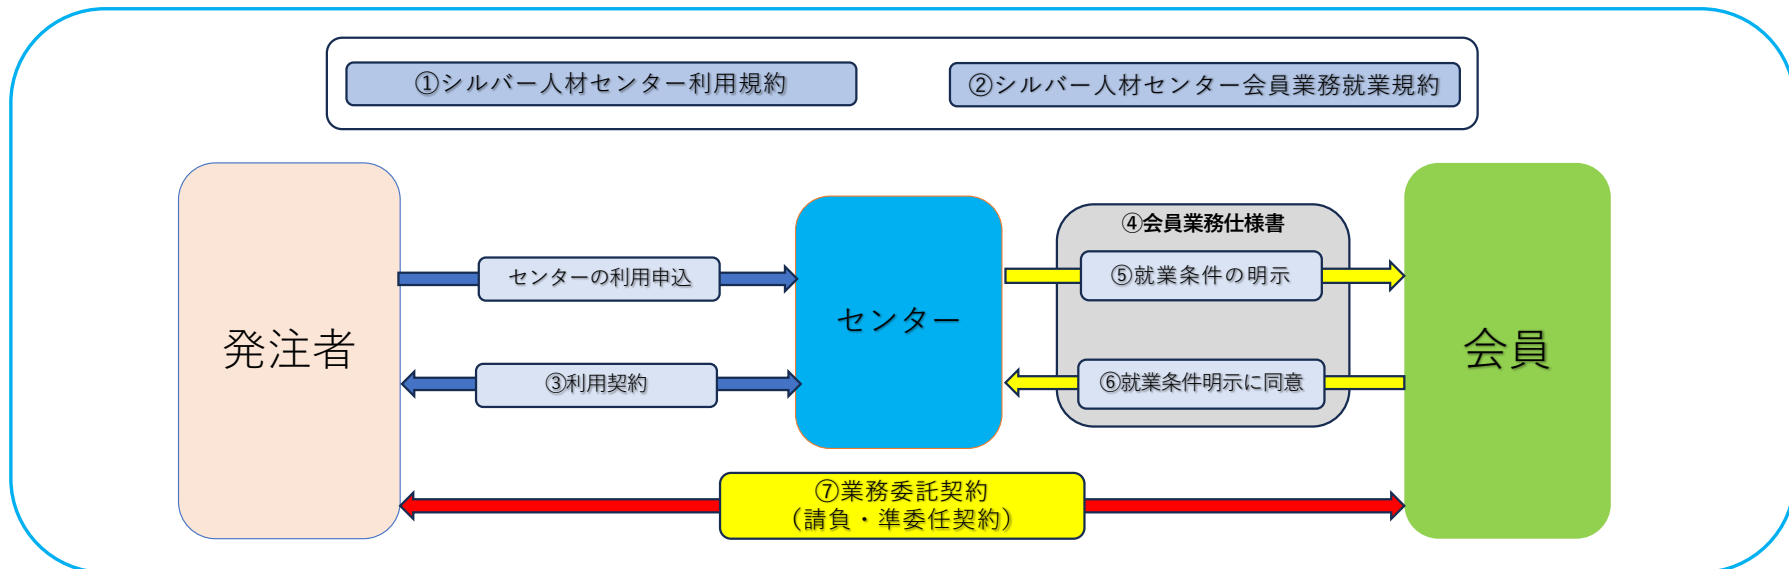 ①シルバー人材センター利用規約
②シルバー人材センター会員業務就業規約
発注者
センターの利用申込
③利用契約
センター
④会員業務仕様書
⑤就業条件の明示
⑥就業条件明示に同意
会員
⑦業務委託契約
（請負・準委任契約）